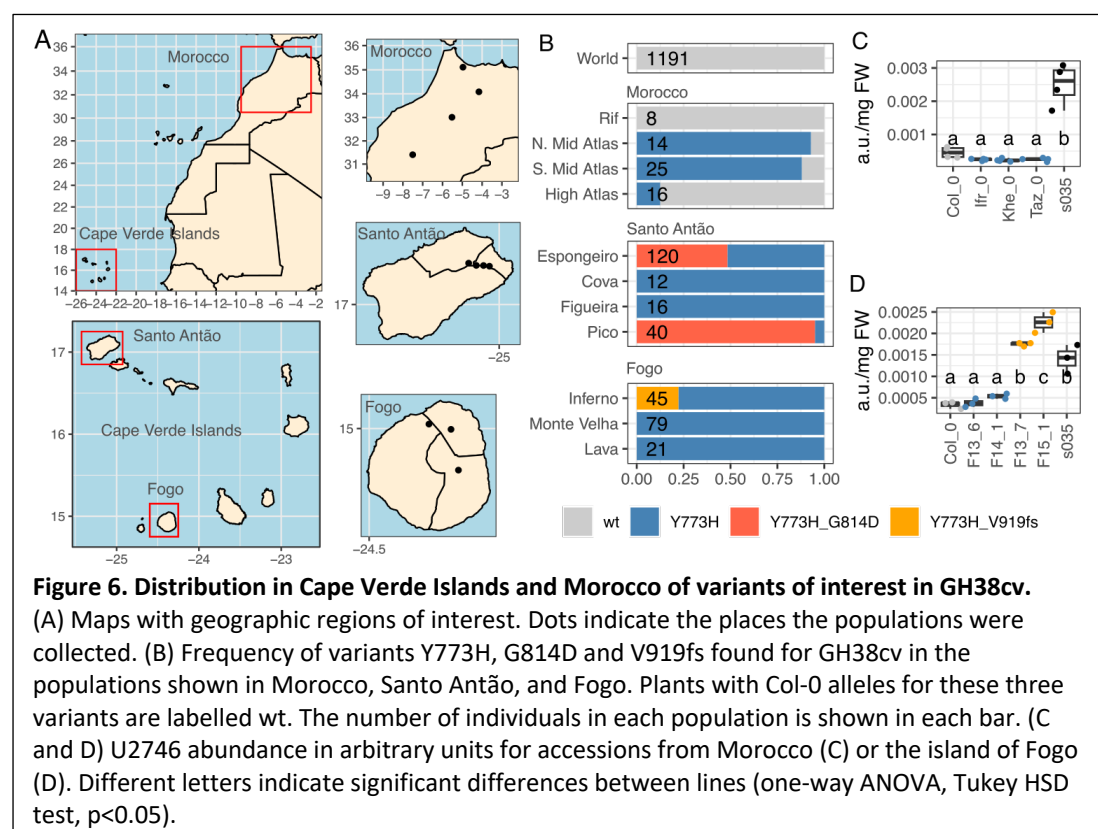 A
36
34
32
30
28
26
24
22
20
18
16
14
Morocco
Cape Verde Islands
−26 −24 −22 −20 −18 −16 −14 −12 −10 −8 −6 −4 −2
36
35
34
33
32
31
Morocco
−9 −8 −7 −6 −5 −4 −3
17
16
15
Santo Antão
Cape Verde Islands
Fogo
−25 −24 −23
Santo Antão
17
−25
Fogo
15
−24.5
B
World 1191
Morocco
Rif 8
N. Mid Atlas 14
S. Mid Atlas 25
High Atlas 16
Santo Antão
Espongeiro 120
Cova 12
Figueira 16
Pico 40
Fogo
Inferno 45
Monte Velha 79
Lava 21
0.00 0.25 0.50 0.75 1.00
wt Y773H Y773H_G814D Y773H_V919fs
C
a.u./mg FW
0.003
0.002
0.001
a a a a b
Col_0 Ifr_0 Khe_0 Taz_0 s035
D
a.u./mg FW
0.0025
0.0020
0.0015
0.0010
0.0005
a a a b c b
Col_0 F13_6 F14_1 F13_7 F15_1 s035
Figure 6. Distribution in Cape Verde Islands and Morocco of variants of interest in GH38cv.
(A) Maps with geographic regions of interest. Dots indicate the places the populations were
collected. (B) Frequency of variants Y773H, G814D and V919fs found for GH38cv in the
populations shown in Morocco, Santo Antão, and Fogo. Plants with Col-0 alleles for these three
variants are labelled wt. The number of individuals in each population is shown in each bar. (C
and D) U2746 abundance in arbitrary units for accessions from Morocco (C) or the island of Fogo
(D). Different letters indicate significant differences between lines (one-way ANOVA, Tukey HSD
test, p<0.05).